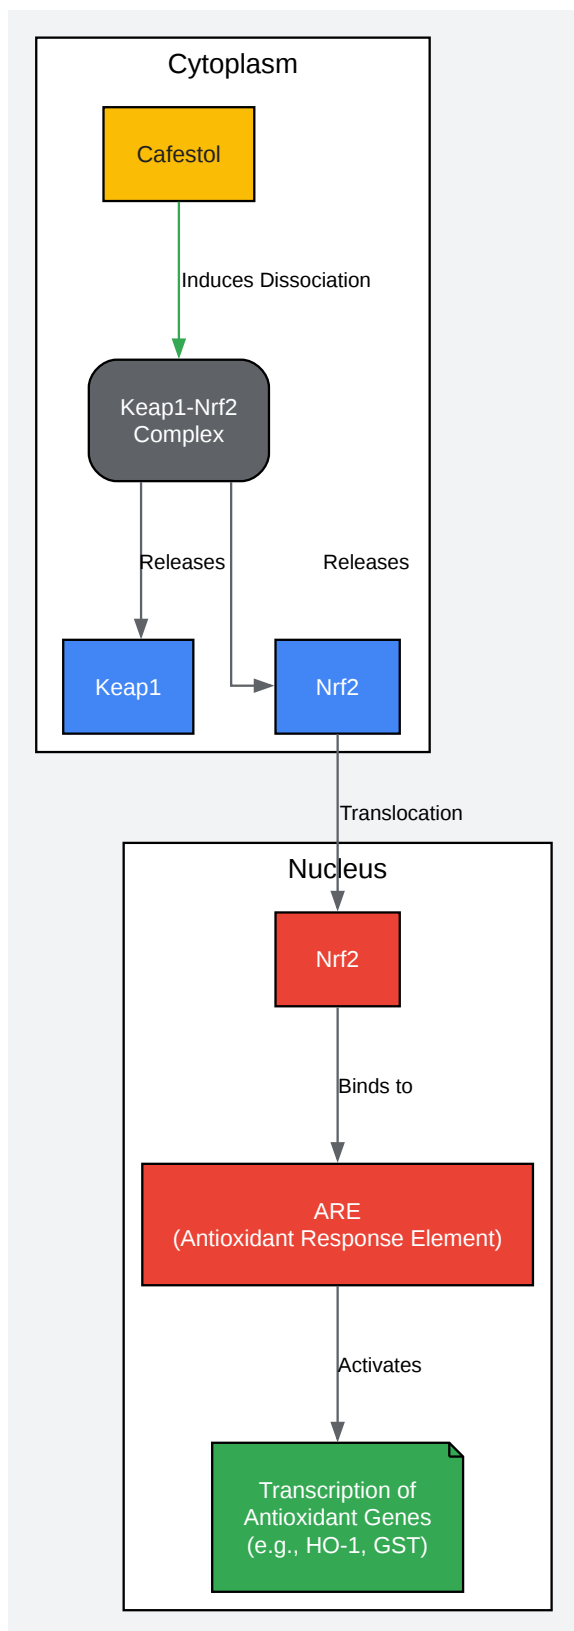 Cytoplasm
Cafestol
Induces Dissociation
Keap1-Nrf2
Complex
Releases
Releases
Keap1
Nrf2
Translocation
Nucleus
Nrf2
Binds to
ARE
(Antioxidant Response Element)
Activates
Transcription of
Antioxidant Genes
(e.g., HO-1, GST)